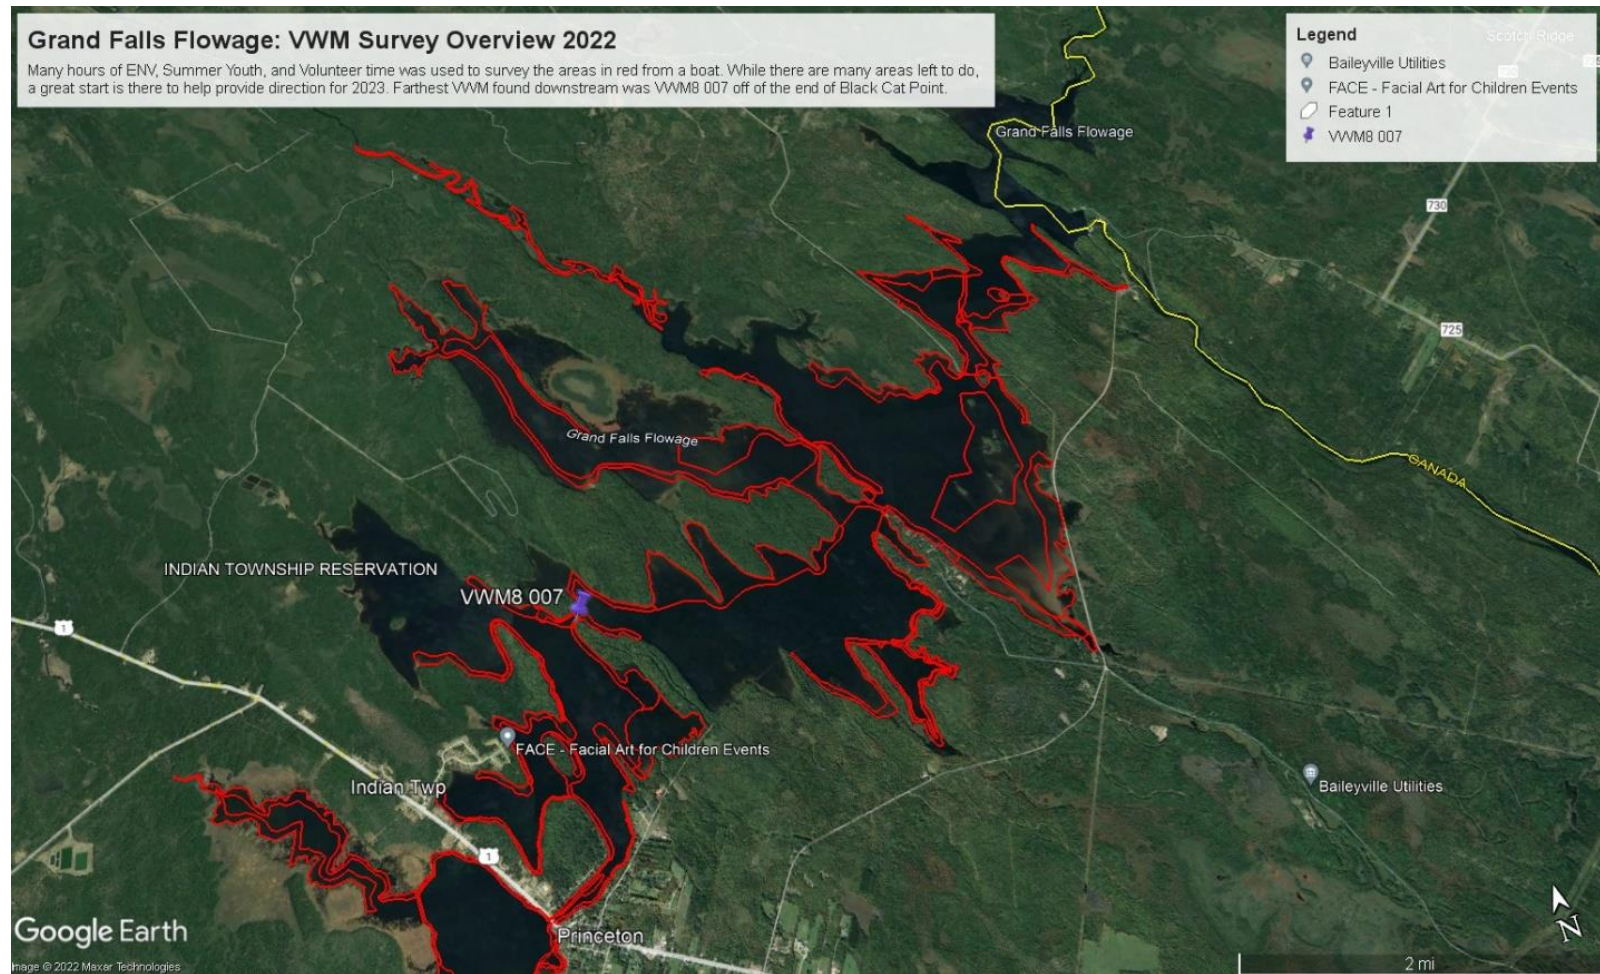 Grand Falls Flowage: VWM Survey Overview 2022
Many hours of ENV, Summer Youth, and Volunteer time was used to survey the areas in red from a boat. While there are many areas left to do,
a great start is there to help provide direction for 2023. Farthest VWM found downstream was VWM8 007 off of the end of Black Cat Point.
Legend
Scotch Ridge
Baileyville Utilities
FACE - Facial Art for Children Events
Feature 1
VWM8 007
Grand Falls Flowage
730
725
Grand Falls Flowage
CANADA
INDIAN TOWNSHIP RESERVATION
VWM8 007
1
FACE - Facial Art for Children Events
Indian Twp
Baileyville Utilities
1
Princeton
N
Google Earth
Image © 2022 Maxar Technologies
2 mi